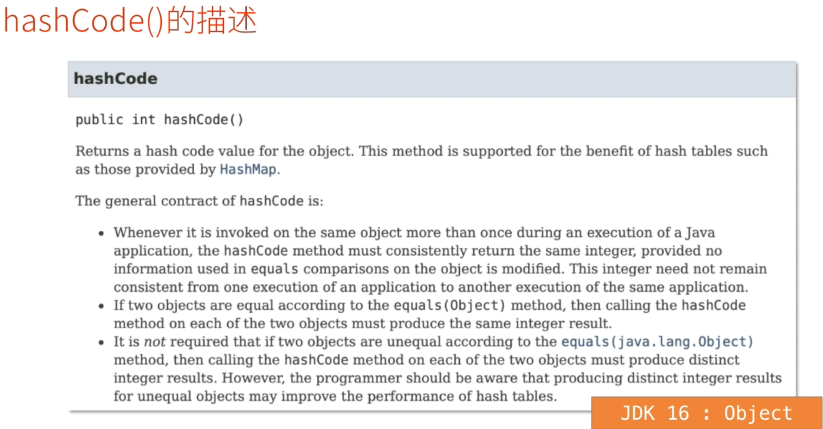 hashCode()的描述
hashCode
public int hashCode()
Returns a hash code value for the object. This method is supported for the benefit of hash tables such
as those provided by HashMap.
The general contract of hashCode is:
• Whenever it is invoked on the same object more than once during an execution of a Java
application, the hashCode method must consistently return the same integer, provided no
information used in equals comparisons on the object is modified. This integer need not remain
consistent from one execution of an application to another execution of the same application.
• If two objects are equal according to the equals(Object) method, then calling the hashCode
method on each of the two objects must produce the same integer result.
• It is not required that if two objects are unequal according to the equals(java.lang.Object)
method, then calling the hashCode method on each of the two objects must produce distinct
integer results. However, the programmer should be aware that producing distinct integer results
for unequal objects may improve the performance of hash tables.
JDK 16 : Object